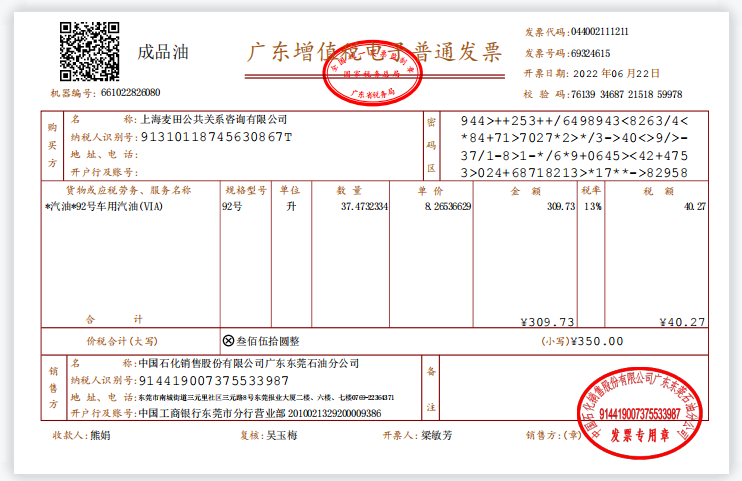 成品油
广东增值税电子普通发票
全国统一发票监制章
国家税务总局
广东省税务局
发票代码:044002111211
发票号码:69324615
开票日期: 2022 年06 月22日
校 验 码:76139 34687 21518 59978
机器编号: 661022826080
购买方
名 称:上海麦田公共关系咨询有限公司
纳税人识别号:91310118745630867T
地 址、电 话:
开户行及账号:
密码区
944>++253++/6498943<8263/4<
*84+71>7027*2>*/3->40<>9/>-
37/1-8>1-*/6*9+0645><42+475
3>024+68718213>*17**->82958
货物或应税劳务、服务名称 规格型号 单位 数 量 单 价 金 额 税率 税 额
*汽油*92号车用汽油(VIA) 92号 升 37.4732334 8.26536629 309.73 13% 40.27
合 计 ¥309.73 ¥40.27
价税合计(大写) ⊗叁佰伍拾圆整 (小写)¥350.00
销售方
名 称:中国石化销售股份有限公司广东东莞石油分公司
纳税人识别号:914419007375533987
地 址、电 话:东莞市南城街道三元里社区三元路8号东莞报业大厦二楼、六楼、七楼0769-22364371
开户行及账号:中国工商银行东莞市分行营业部 2010021329200009386
备注
中国石化销售股份有限公司广东东莞石油分公司
914419007375533987
发票专用章
收款人:熊娟 复核:吴玉梅 开票人:梁敏芳 销售方:(章)